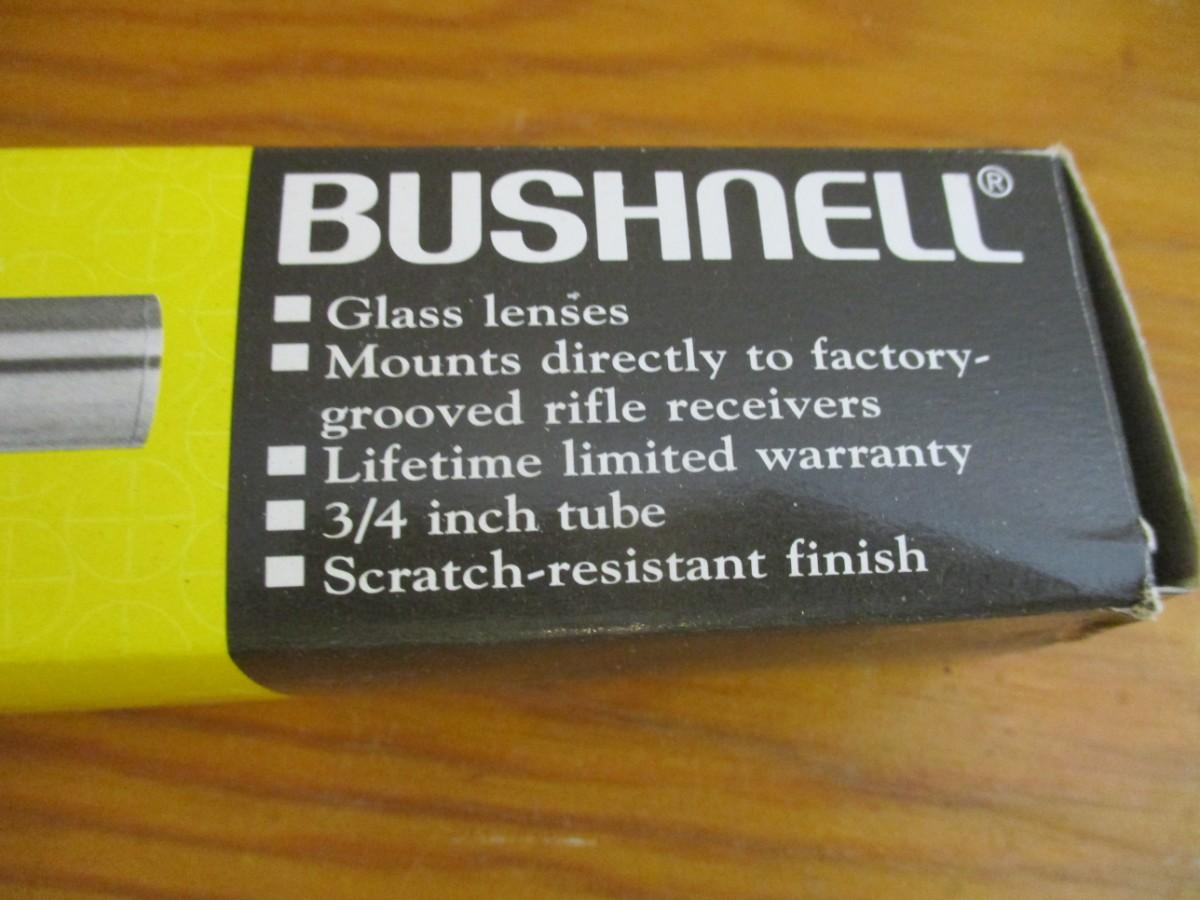 BUSHNELL®
■ Glass lenses
■ Mounts directly to factory-
grooved rifle receivers
■ Lifetime limited warranty
■ 3/4 inch tube
■ Scratch-resistant finish